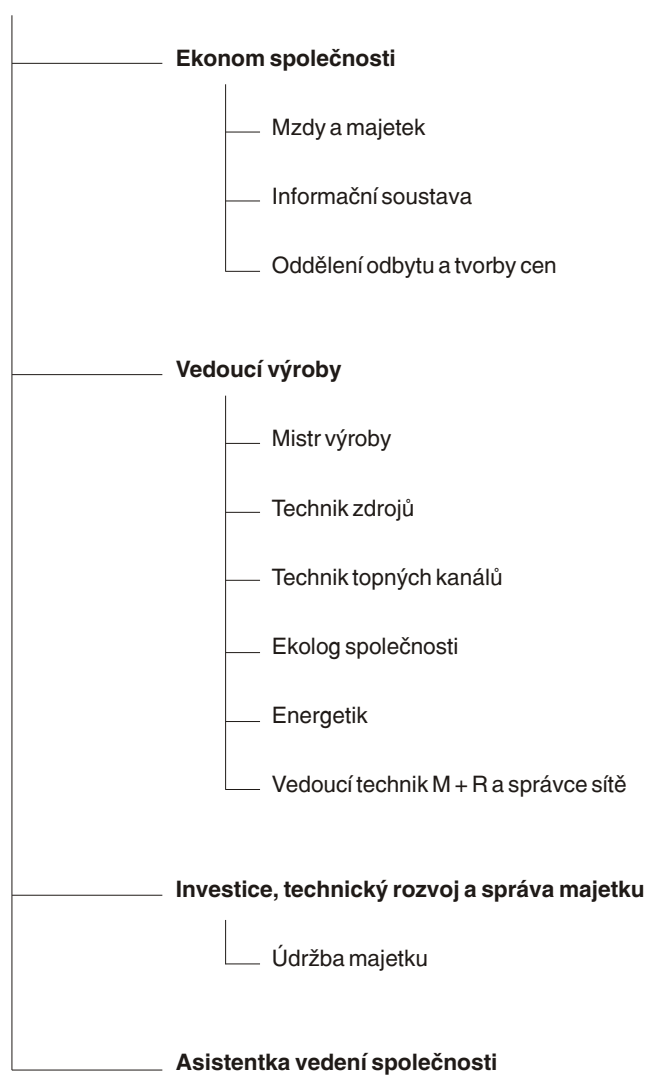 Ekonom společnosti
Mzdy a majetek
Informační soustava
Oddělení odbytu a tvorby cen
Vedoucí výroby
Mistr výroby
Technik zdrojů
Technik topných kanálů
Ekolog společnosti
Energetik
Vedoucí technik M + R a správce sítě
Investice, technický rozvoj a správa majetku
Údržba majetku
Asistentka vedení společnosti